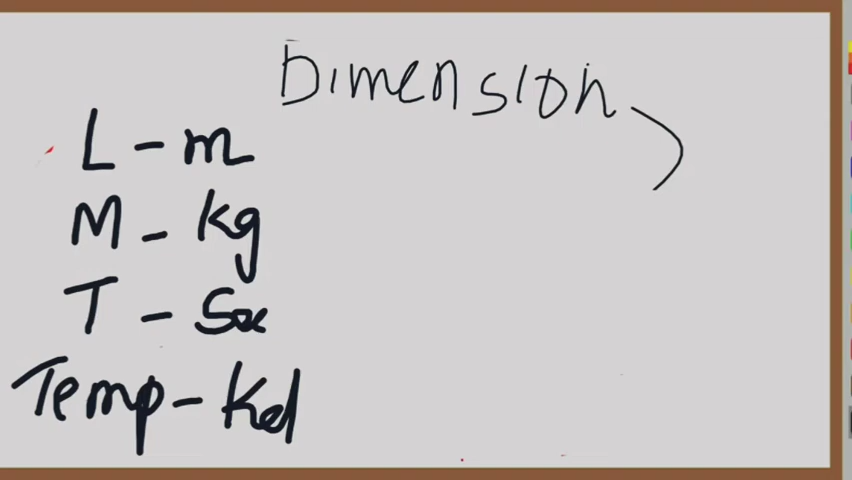 Dimension
L - m
M - kg
T - Sec
Temp - Kel